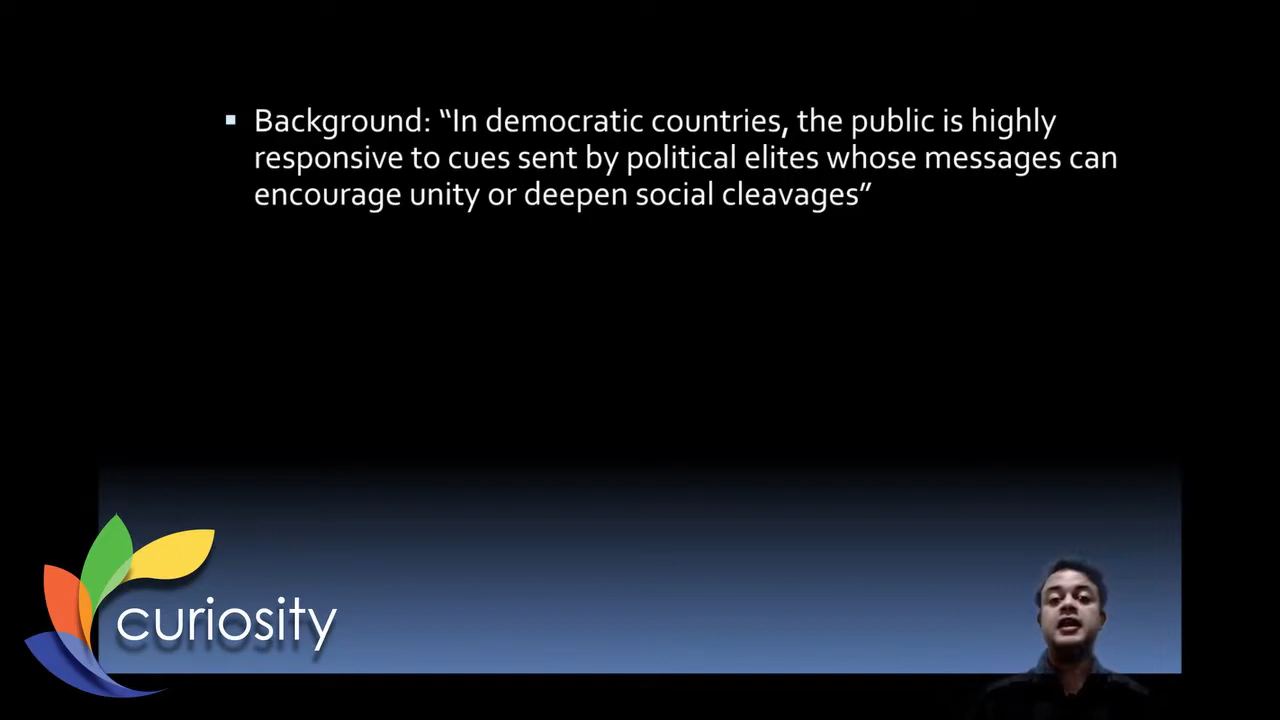 ▪ Background: “In democratic countries, the public is highly
responsive to cues sent by political elites whose messages can
encourage unity or deepen social cleavages”
curiosity